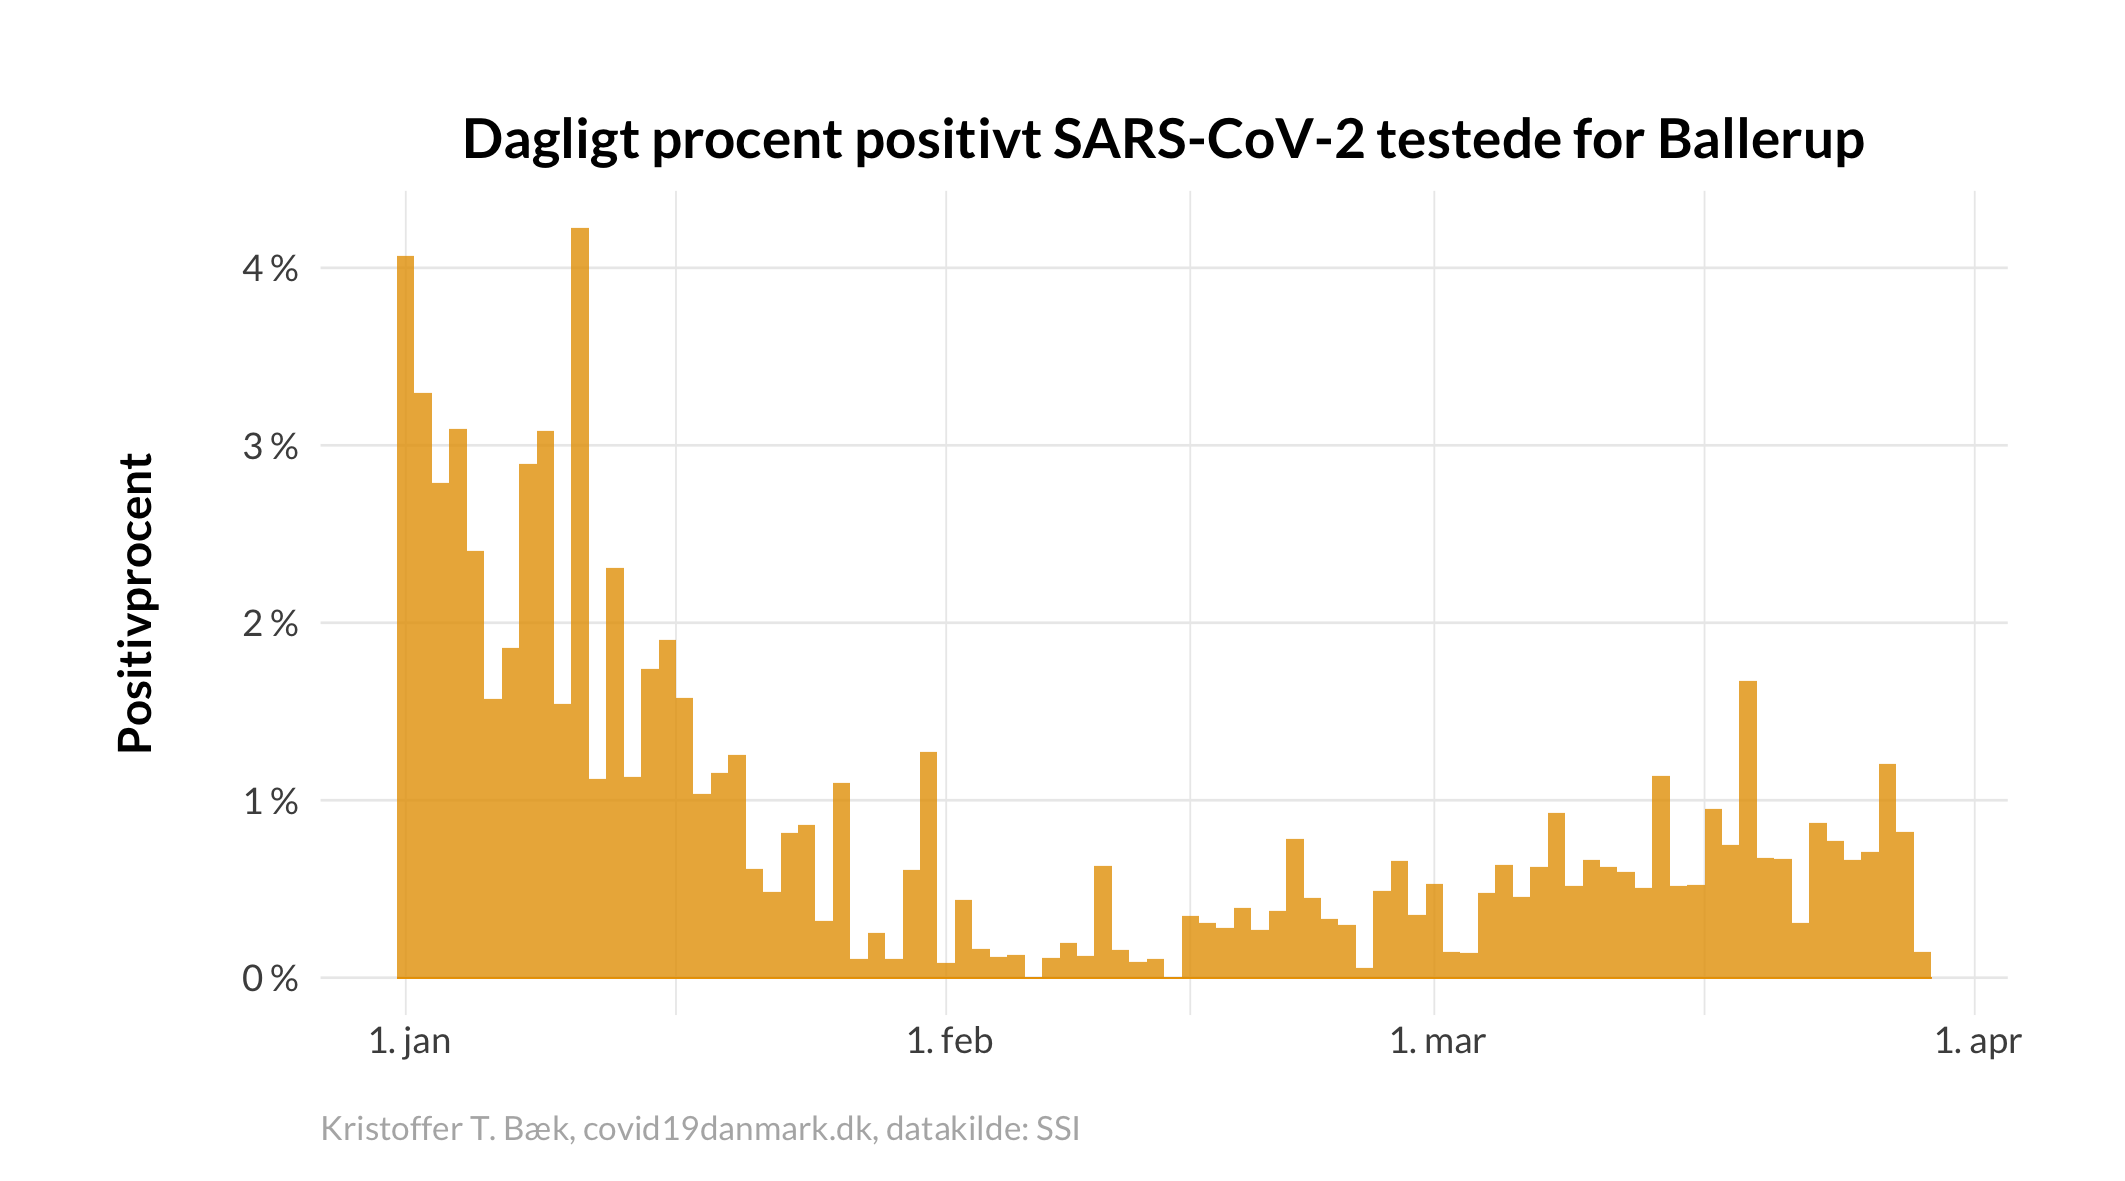 Dagligt procent positivt SARS-CoV-2 testede for Ballerup
Positivprocent
4 %
3 %
2 %
1 %
0 %
1. jan
1. feb
1. mar
1. apr
Kristoffer T. Bæk, covid19danmark.dk, datakilde: SSI